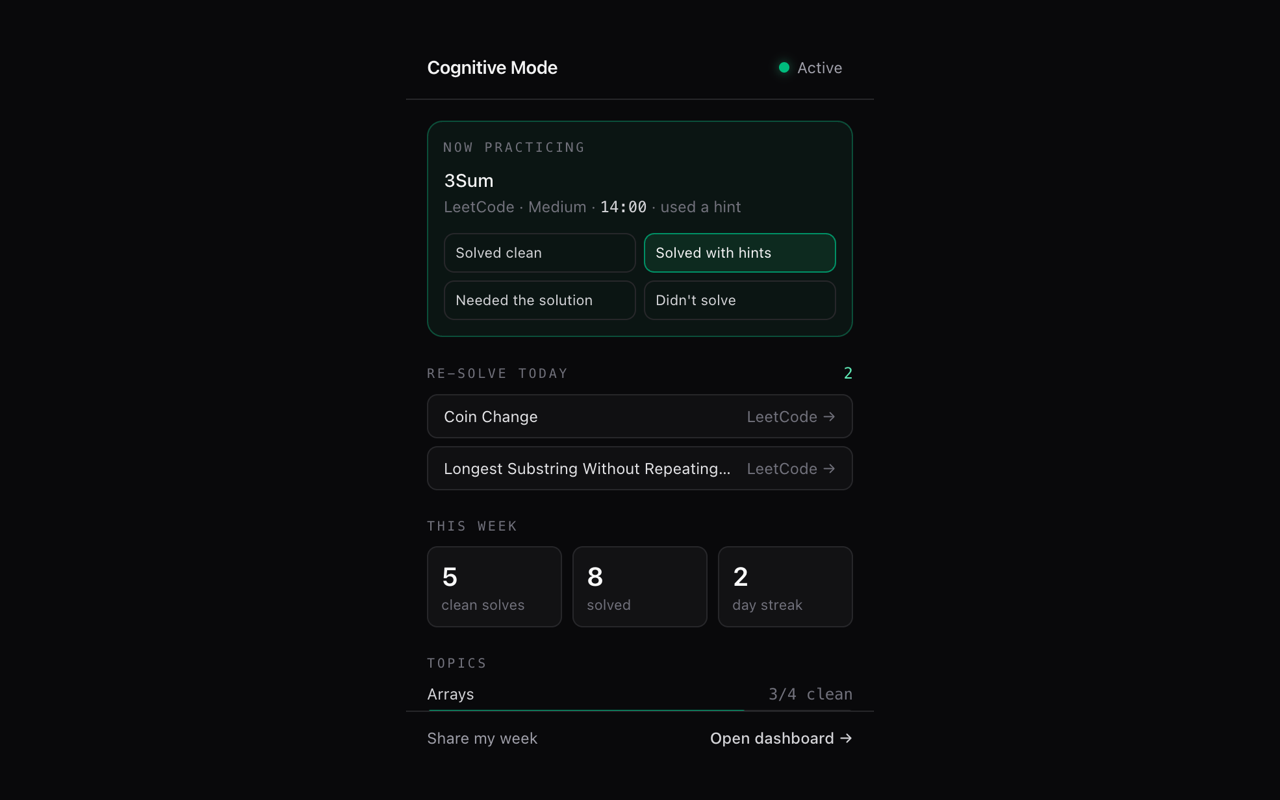 Cognitive Mode
Active
NOW PRACTICING
3Sum
LeetCode · Medium · 14:00 · used a hint
Solved clean
Solved with hints
Needed the solution
Didn't solve
RE-SOLVE TODAY
2
Coin Change
LeetCode →
Longest Substring Without Repeating...
LeetCode →
THIS WEEK
5
clean solves
8
solved
2
day streak
TOPICS
Arrays
3/4 clean
Share my week
Open dashboard →